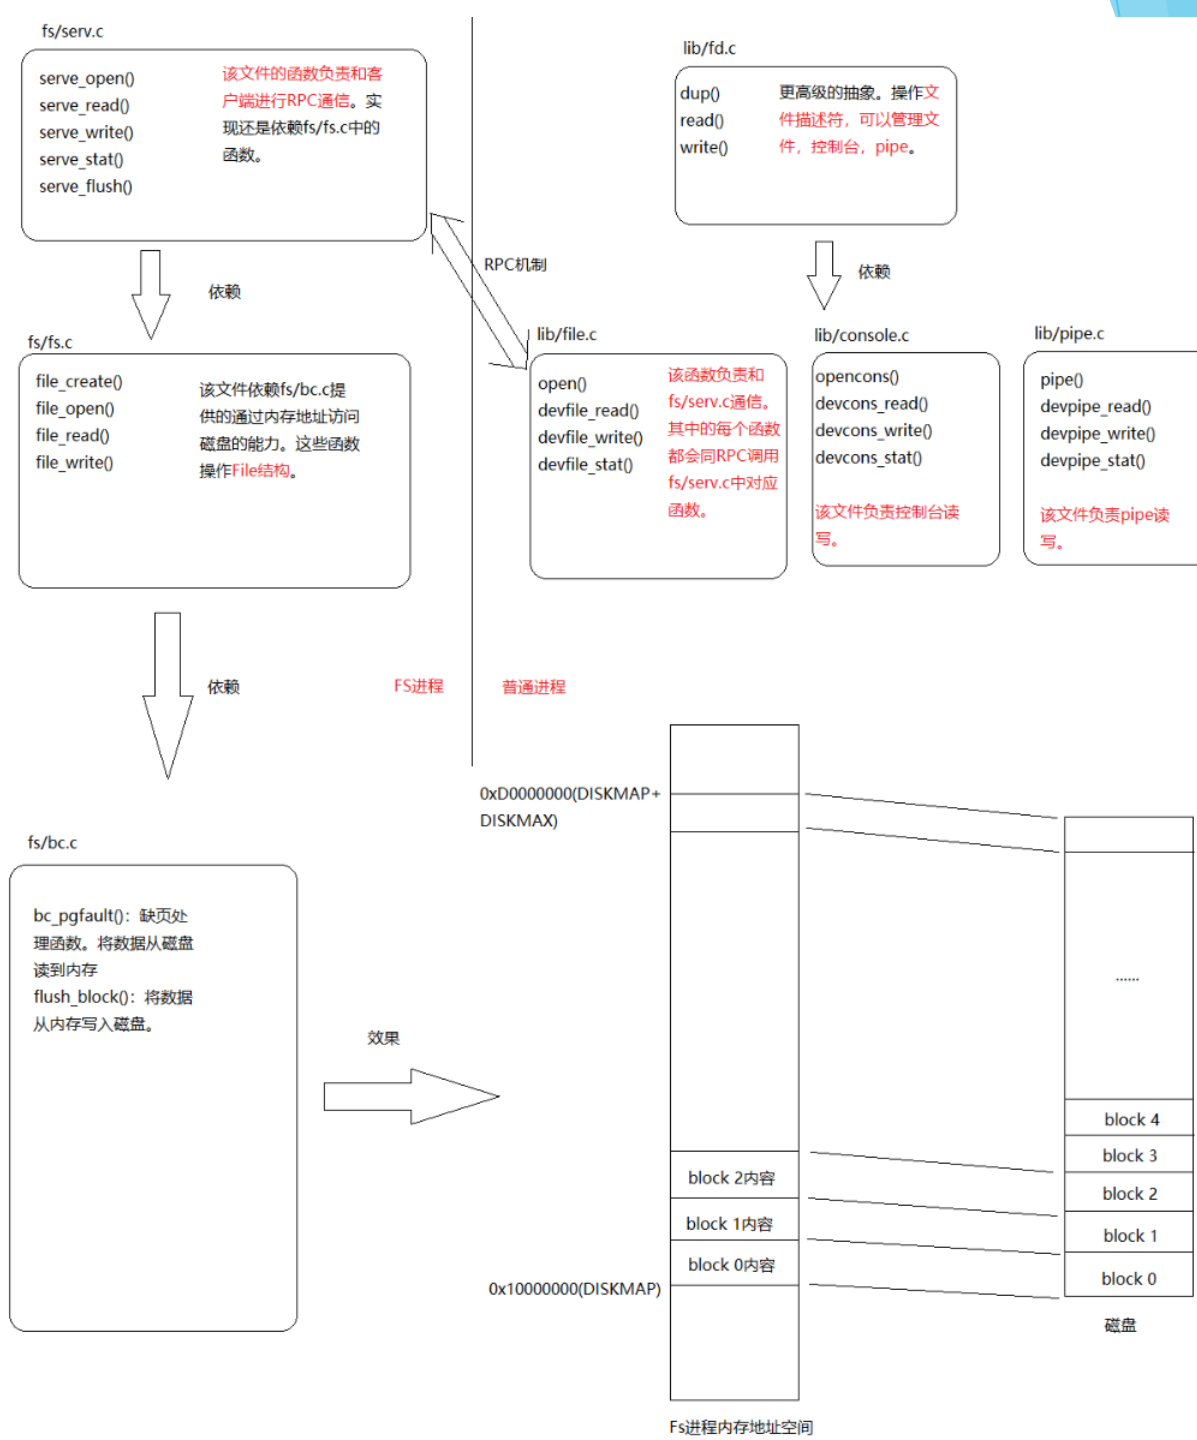 fs/serv.c
serve_open()
serve_read()
serve_write()
serve_stat()
serve_flush()
该文件的函数负责和客
户端进行RPC通信。实
现还是依赖fs/fs.c中的
函数。
lib/fd.c
dup()
read()
write()
更高级的抽象。操作文
件描述符，可以管理文
件，控制台，pipe。
依赖
RPC机制
依赖
fs/fs.c
file_create()
file_open()
file_read()
file_write()
该文件依赖fs/bc.c提
供的通过内存地址访问
磁盘的能力。这些函数
操作File结构。
lib/file.c
open()
devfile_read()
devfile_write()
devfile_stat()
该函数负责和
fs/serv.c通信。
其中的每个函数
都会同RPC调用
fs/serv.c中对应
函数。
lib/console.c
opencons()
devcons_read()
devcons_write()
devcons_stat()
该文件负责控制台读
写。
lib/pipe.c
pipe()
devpipe_read()
devpipe_write()
devpipe_stat()
该文件负责pipe读
写。
依赖
FS进程
普通进程
fs/bc.c
bc_pgfault()：缺页处
理函数。将数据从磁盘
读到内存
flush_block()：将数据
从内存写入磁盘。
效果
0xD0000000(DISKMAP+
DISKMAX)
block 2内容
block 1内容
block 0内容
0x10000000(DISKMAP)
Fs进程内存地址空间
......
block 4
block 3
block 2
block 1
block 0
磁盘